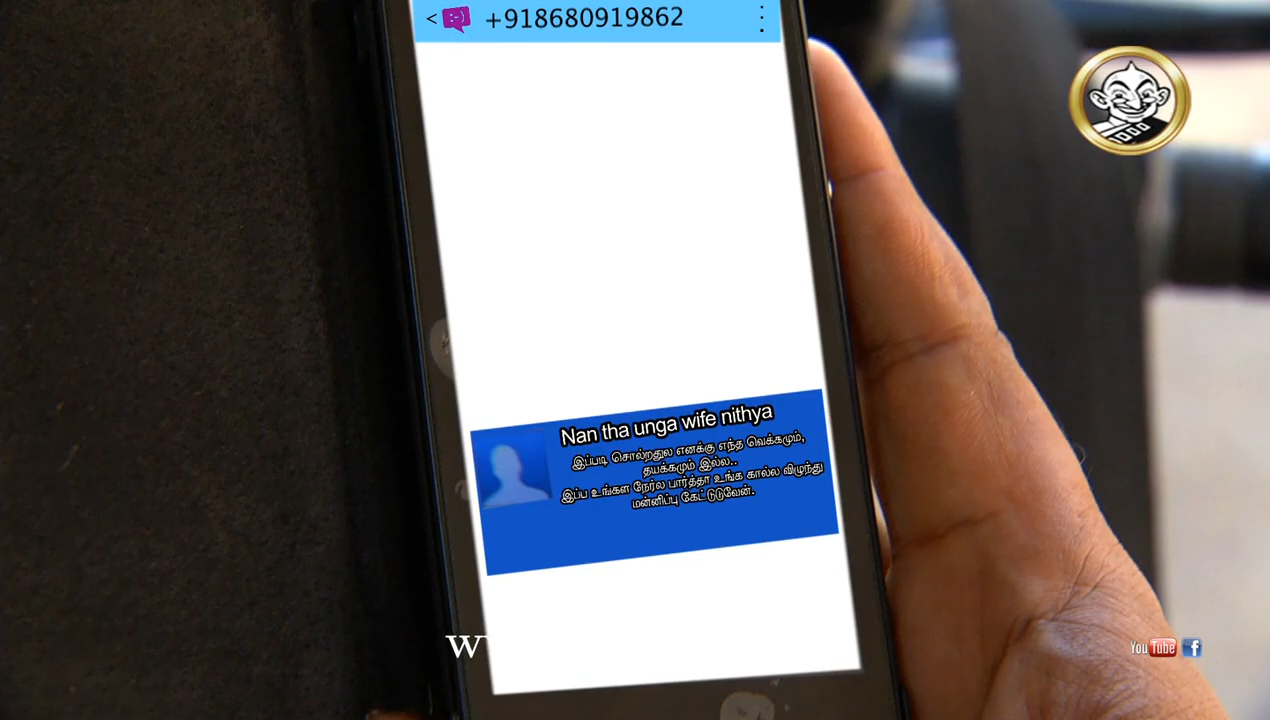 < +918680919862
Nan tha unga wife nithya
இப்படி சொல்றதுல எனக்கு எந்த வெக்கமும்,
தயக்கமும் இல்ல..
இப்ப உங்கள நேர்ல பார்த்தா உங்க கால்ல விழுந்து
மன்னிப்பு கேட்டுடுவேன்.
You Tube f